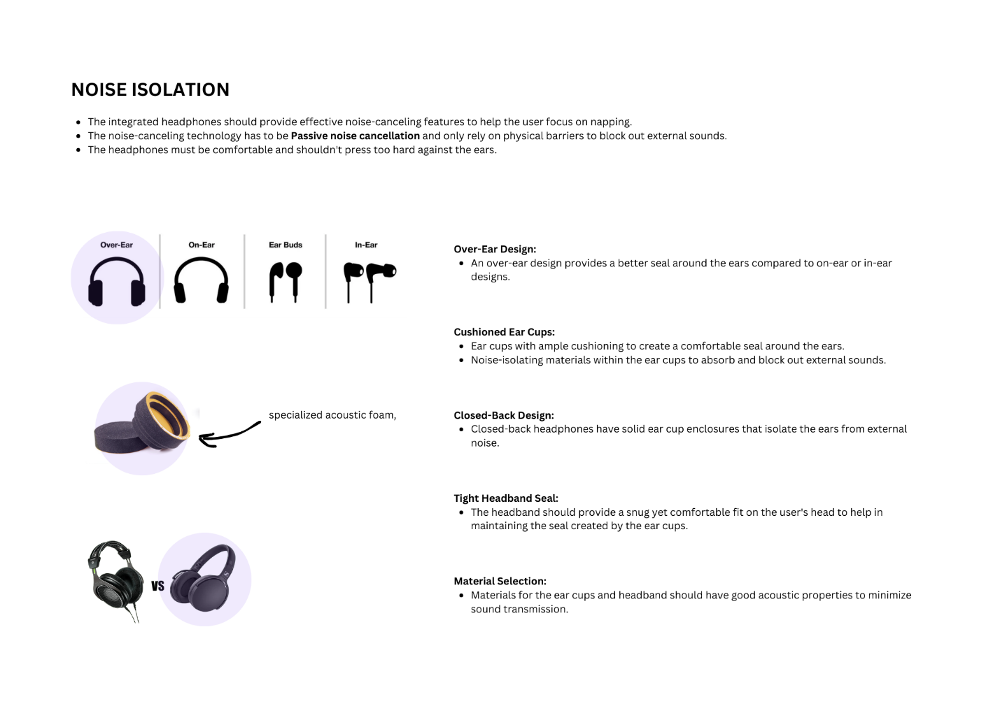 NOISE ISOLATION
• The integrated headphones should provide effective noise-canceling features to help the user focus on napping.
• The noise-canceling technology has to be Passive noise cancellation and only rely on physical barriers to block out external sounds.
• The headphones must be comfortable and shouldn't press too hard against the ears.
Over-Ear
On-Ear
Ear Buds
In-Ear
specialized acoustic foam,
VS
Over-Ear Design:
• An over-ear design provides a better seal around the ears compared to on-ear or in-ear
designs.
Cushioned Ear Cups:
• Ear cups with ample cushioning to create a comfortable seal around the ears.
• Noise-isolating materials within the ear cups to absorb and block out external sounds.
Closed-Back Design:
• Closed-back headphones have solid ear cup enclosures that isolate the ears from external
noise.
Tight Headband Seal:
• The headband should provide a snug yet comfortable fit on the user's head to help in
maintaining the seal created by the ear cups.
Material Selection:
• Materials for the ear cups and headband should have good acoustic properties to minimize
sound transmission.